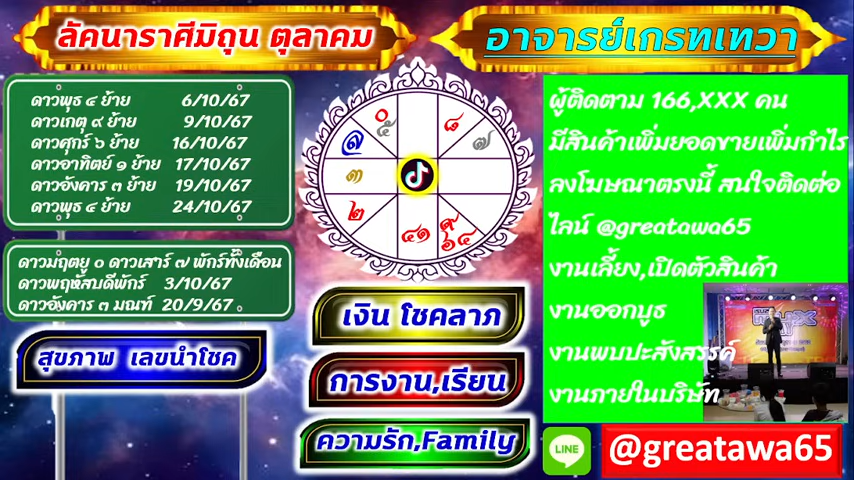 ลัคนาราศีมิถุน ตุลาคม
อาจารย์เกรทเทวา
ดาวพุธ ๔ ย้าย 6/10/67
ดาวเกตุ ๙ ย้าย 9/10/67
ดาวศุกร์ ๖ ย้าย 16/10/67
ดาวอาทิตย์ ๑ ย้าย 17/10/67
ดาวอังคาร ๓ ย้าย 19/10/67
ดาวพุธ ๔ ย้าย 24/10/67
ดาวมฤตยู ๐ ดาวเสาร์ ๗ พักร์ทั้งเดือน
ดาวพฤหัสบดีพักร์ 3/10/67
ดาวอังคาร ๓ มณฑ์ 20/9/67
สุขภาพ เลขนำโชค
๐
๕
๘
๗
ล
๓
๒
๔๑
๙
๖๔
เงิน โชคลาภ
การงาน,เรียน
ความรัก,Family
ผู้ติดตาม 166,XXX คน
มีสินค้าเพิ่มยอดขายเพิ่มกำไร
ลงโฆษณาตรงนี้ สนใจติดต่อ
ไลน์ @greatawa65
งานเลี้ยง,เปิดตัวสินค้า
งานออกบูธ
งานพบปะสังสรรค์
งานภายในบริษัท
LINE
@greatawa65